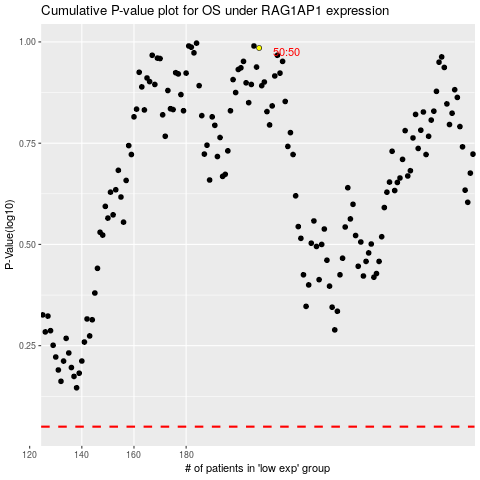 Cumulative P-value plot for OS under RAG1AP1 expression
P-Value(log10)
1.00
0.75
0.50
0.25
50:50
120 140 160 180
# of patients in 'low exp' group